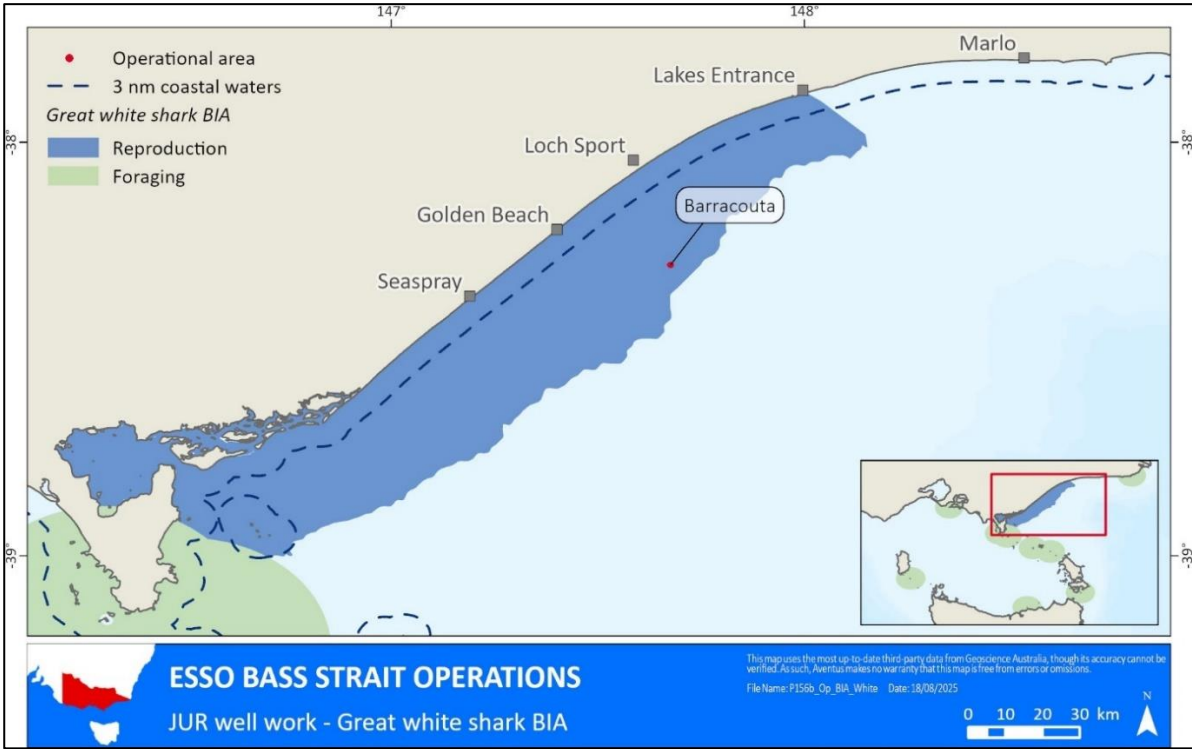 147°
148°
Operational area
3 nm coastal waters
Great white shark BIA
Reproduction
Foraging
Marlo
Lakes Entrance
-38°
-38°
Loch Sport
Barracouta
Golden Beach
Seaspray
-39°
-39°
ESSO BASS STRAIT OPERATIONS
JUR well work - Great white shark BIA
This map uses the most up-to-date third-party data from Geoscience Australia, though its accuracy cannot be
verified. As such, Aventus makes no warranty that this map is free from errors or omissions.
File Name: P156b_Op_BIA_White Date: 18/08/2025
0 10 20 30 km
N